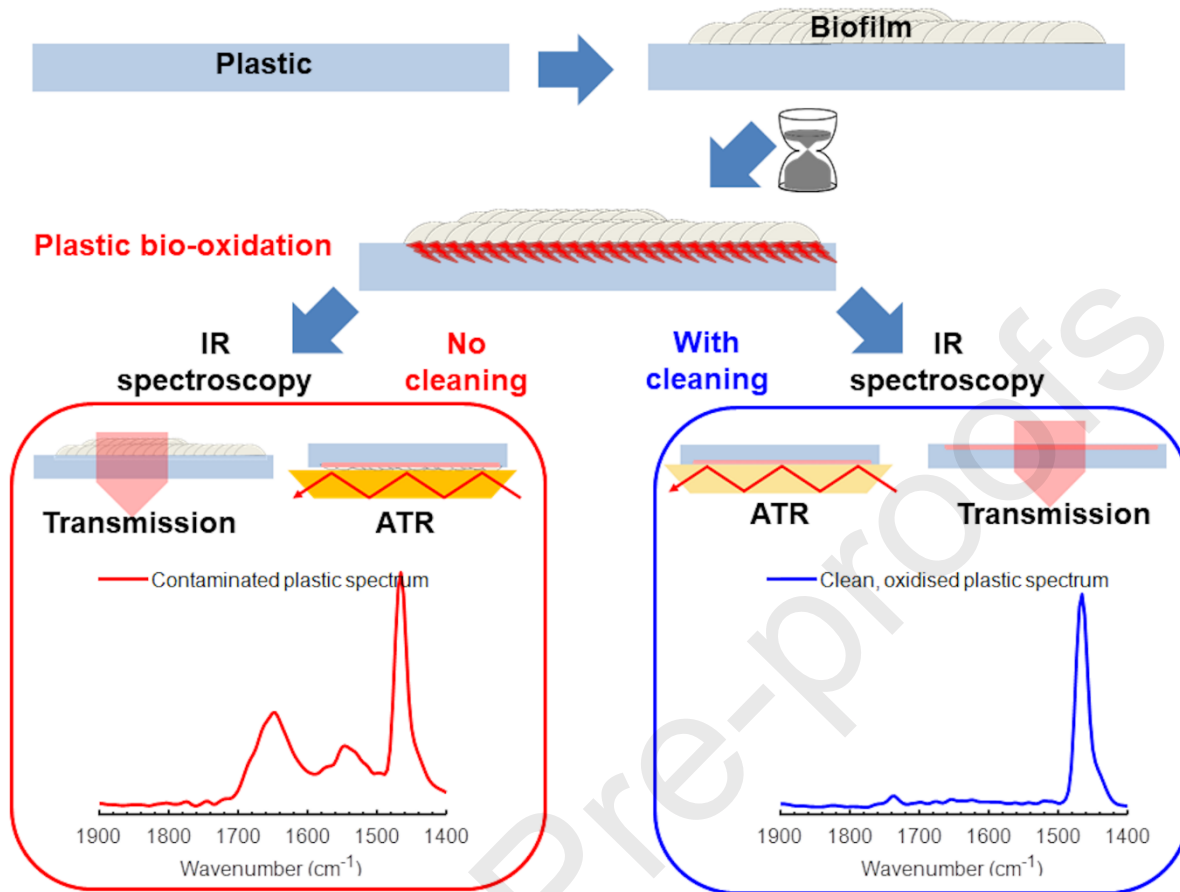 Plastic
Biofilm
Plastic bio-oxidation
IR
spectroscopy
No
cleaning
With
cleaning
IR
spectroscopy
Transmission
ATR
ATR
Transmission
Contaminated plastic spectrum
Clean, oxidised plastic spectrum
1900 1800 1700 1600 1500 1400
Wavenumber (cm-1)
1900 1800 1700 1600 1500 1400
Wavenumber (cm-1)
Pre-proofs